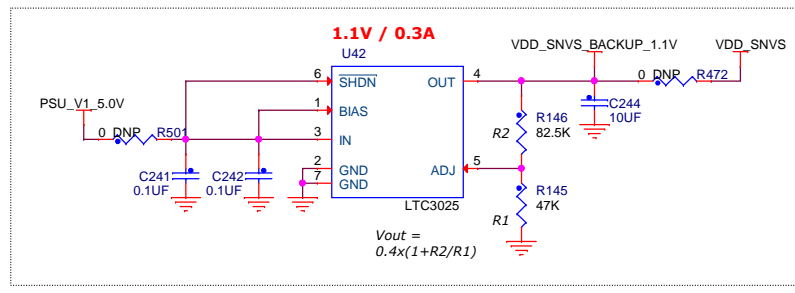 1.1V / 0.3A
U42
VDD_SNVS_BACKUP_1.1V
VDD_SNVS
PSU_V1_5.0V
0 DNP R501
6 SHDN
1 BIAS
3 IN
2 GND
7 GND
OUT 4
ADJ 5
LTC3025
0 DNP R472
C244
10UF
R146
R2 82.5K
C241
0.1UF
C242
0.1UF
R145
47K
R1
Vout =
0.4x(1+R2/R1)